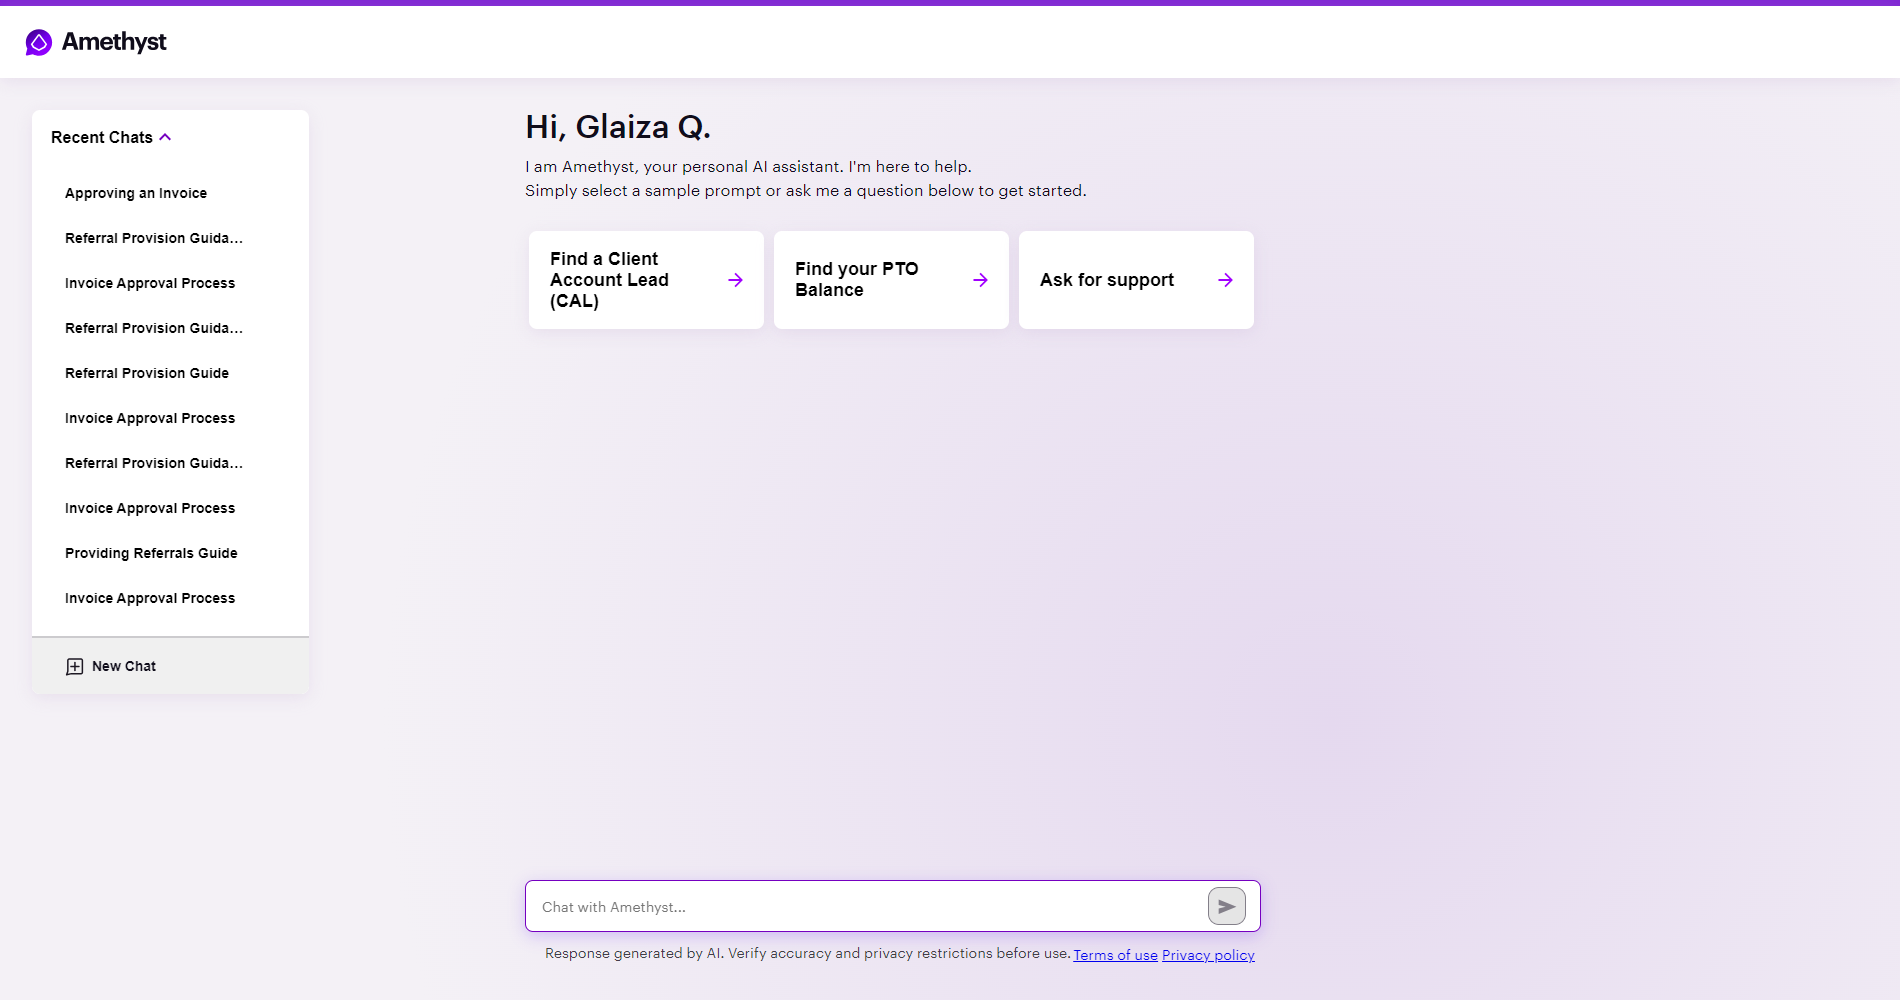 Amethyst
Recent Chats
Approving an Invoice
Referral Provision Guida...
Invoice Approval Process
Referral Provision Guida...
Referral Provision Guide
Invoice Approval Process
Referral Provision Guida...
Invoice Approval Process
Providing Referrals Guide
Invoice Approval Process
New Chat
Hi, Glaiza Q.
I am Amethyst, your personal AI assistant. I'm here to help.
Simply select a sample prompt or ask me a question below to get started.
Find a Client
Account Lead
(CAL)
Find your PTO
Balance
Ask for support
Chat with Amethyst...
Response generated by AI. Verify accuracy and privacy restrictions before use. Terms of use Privacy policy